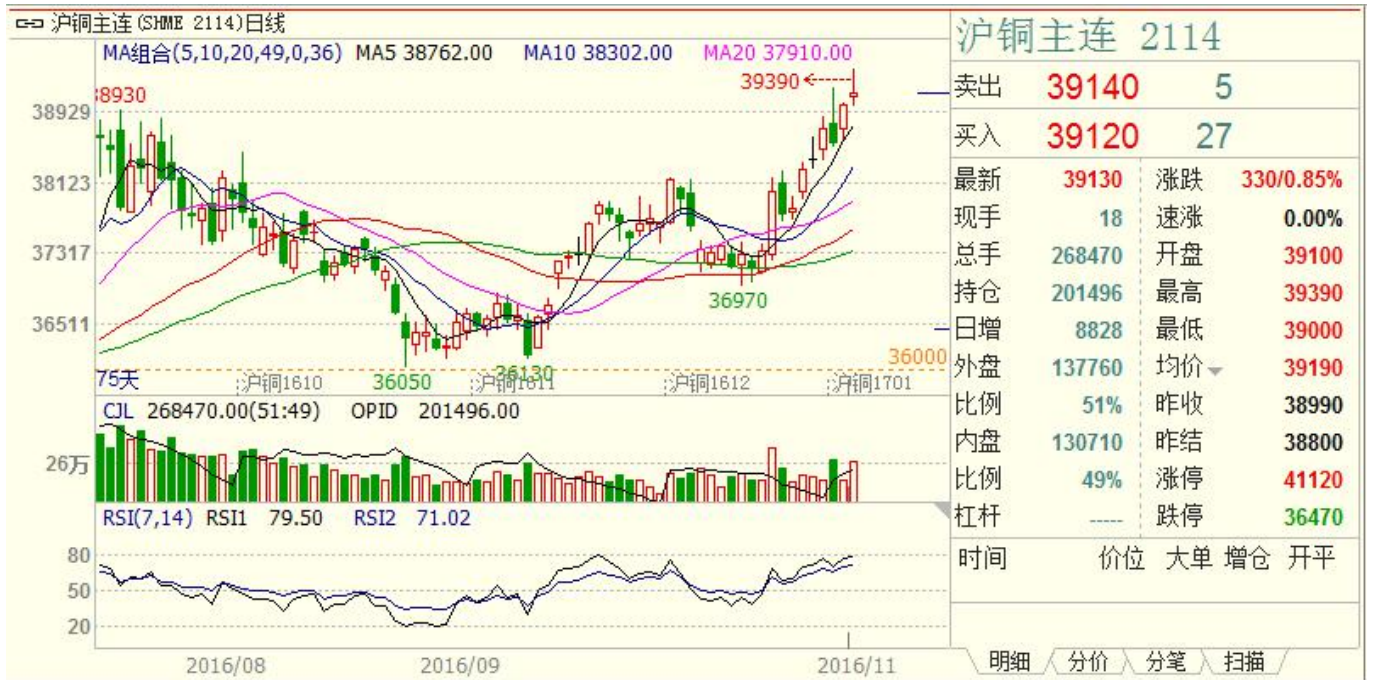 沪铜主连(SHME 2114)日线
MA组合(5,10,20,49,0,36) MA5 38762.00 MA10 38302.00 MA20 37910.00
39390
38930
38929
38123
37317
36970
36511
36000
75天 沪铜1610 36050 沪铜1611 36130 沪铜1612 沪铜1701
CJL 268470.00(51:49) OPID 201496.00
26万
RSI(7,14) RSI1 79.50 RSI2 71.02
80
50
20
2016/08 2016/09 2016/11
沪铜主连 2114
卖出 39140 5
买入 39120 27
最新 39130 涨跌 330/0.85%
现手 18 速涨 0.00%
总手 268470 开盘 39100
持仓 201496 最高 39390
日增 8828 最低 39000
外盘 137760 均价 39190
比例 51% 昨收 38990
内盘 130710 昨结 38800
比例 49% 涨停 41120
杠杆 ----- 跌停 36470
时间 价位 大单 增仓 开平
明细 分价 分笔 扫描